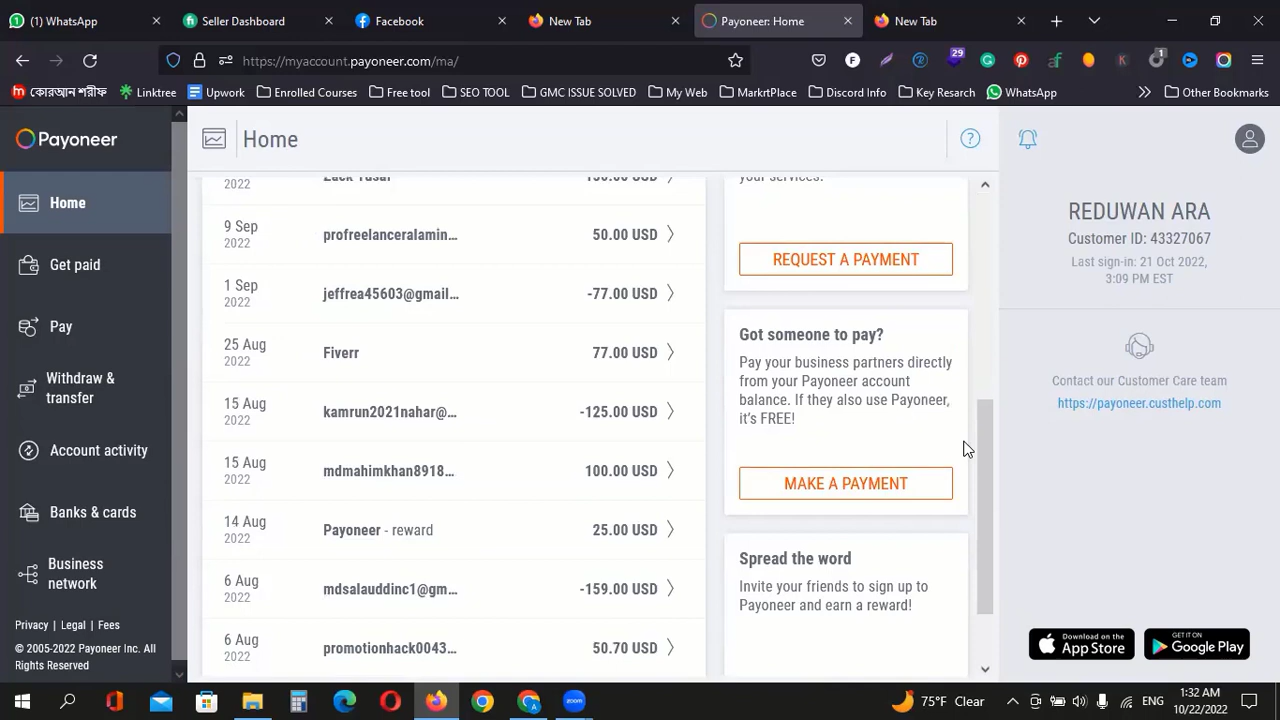 (1) WhatsApp
Seller Dashboard
Facebook
New Tab
Payoneer: Home
New Tab
https://myaccount.payoneer.com/ma/
29
1
কোরআন শরীফ
Linktree
Upwork
Enrolled Courses
Free tool
SEO TOOL
GMC ISSUE SOLVED
My Web
MarkrtPlace
Discord Info
Key Resarch
WhatsApp
Other Bookmarks
Payoneer
Home
Get paid
Pay
Withdraw &
transfer
Account activity
Banks & cards
Business
network
Privacy | Legal | Fees
© 2005-2022 Payoneer Inc. All
Rights Reserved
Home
2022
9 Sep
2022
profreelanceralamin...
50.00 USD
1 Sep
2022
jeffrea45603@gmail...
-77.00 USD
25 Aug
2022
Fiverr
77.00 USD
15 Aug
2022
kamrun2021nahar@...
-125.00 USD
15 Aug
2022
mdmahimkhan8918...
100.00 USD
14 Aug
2022
Payoneer - reward
25.00 USD
6 Aug
2022
mdsalauddinc1@gm...
-159.00 USD
6 Aug
2022
promotionhack0043...
50.70 USD
your services.
REQUEST A PAYMENT
Got someone to pay?
Pay your business partners directly
from your Payoneer account
balance. If they also use Payoneer,
it's FREE!
MAKE A PAYMENT
Spread the word
Invite your friends to sign up to
Payoneer and earn a reward!
REDUWAN ARA
Customer ID: 43327067
Last sign-in: 21 Oct 2022,
3:09 PM EST
Contact our Customer Care team
https://payoneer.custhelp.com
Download on the
App Store
GET IT ON
Google Play
75°F Clear
ENG
1:32 AM
10/22/2022